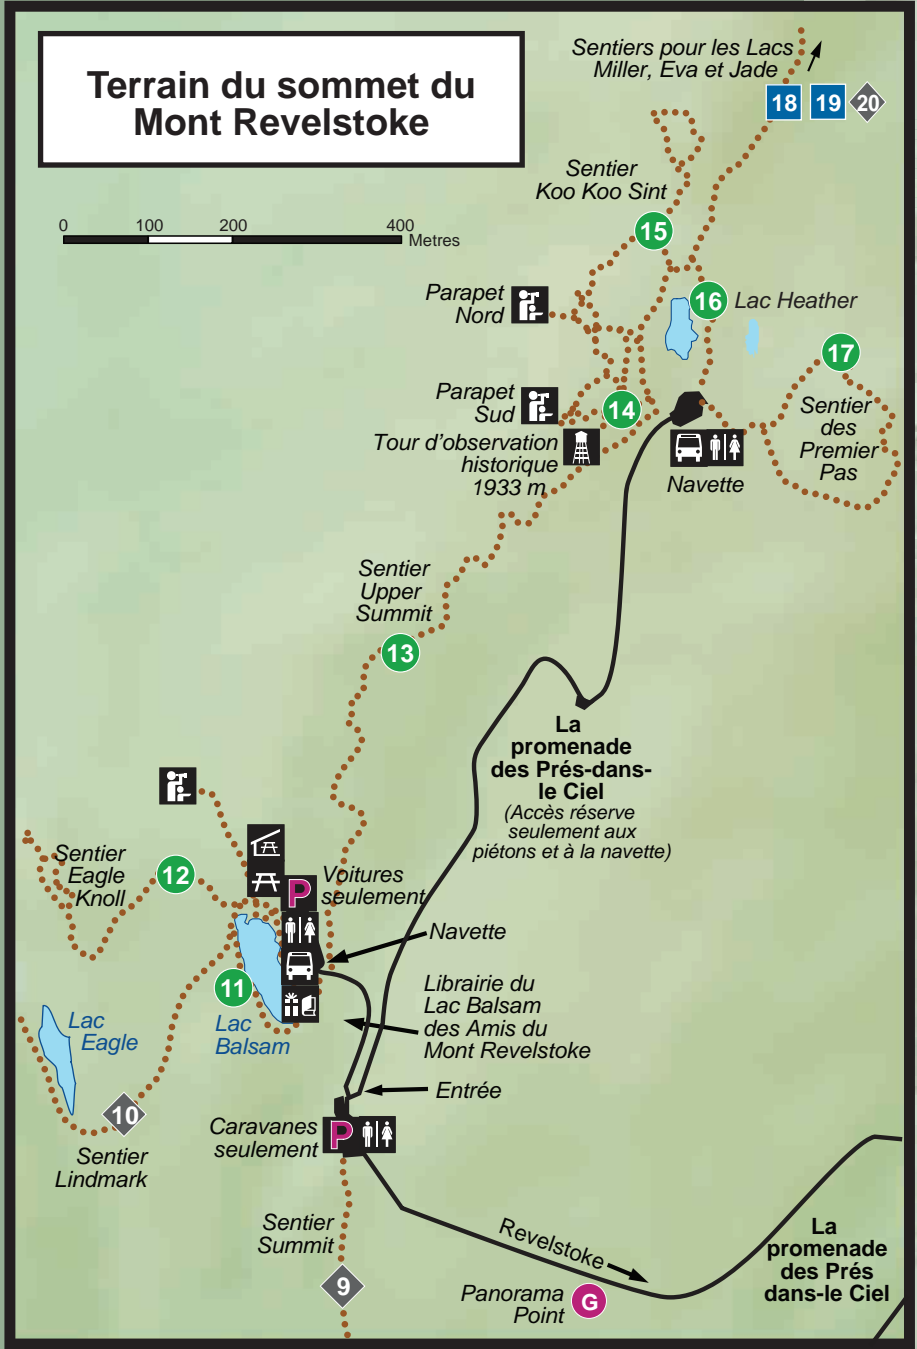 Terrain du sommet du
Mont Revelstoke
Sentiers pour les Lacs
Miller, Eva et Jade
18 19 20
Sentier
Koo Koo Sint
15
0 100 200 400
Metres
Parapet
Nord
16
Lac Heather
17
Parapet
Sud
14
Sentier
des
Premier
Pas
Tour d'observation
historique
1933 m
Navette
Sentier
Upper
Summit
13
La
promenade
des Prés-dans-
le Ciel
(Accès réserve
seulement aux
piétons et à la navette)
Sentier
Eagle
Knoll
12
P
Voitures
seulement
Navette
11
Lac
Balsam
Librairie du
Lac Balsam
des Amis du
Mont Revelstoke
Lac
Eagle
Entrée
10
Sentier
Lindmark
Caravanes
seulement
P
Sentier
Summit
9
Revelstoke
Panorama
Point
G
La
promenade
des Prés
dans-le Ciel